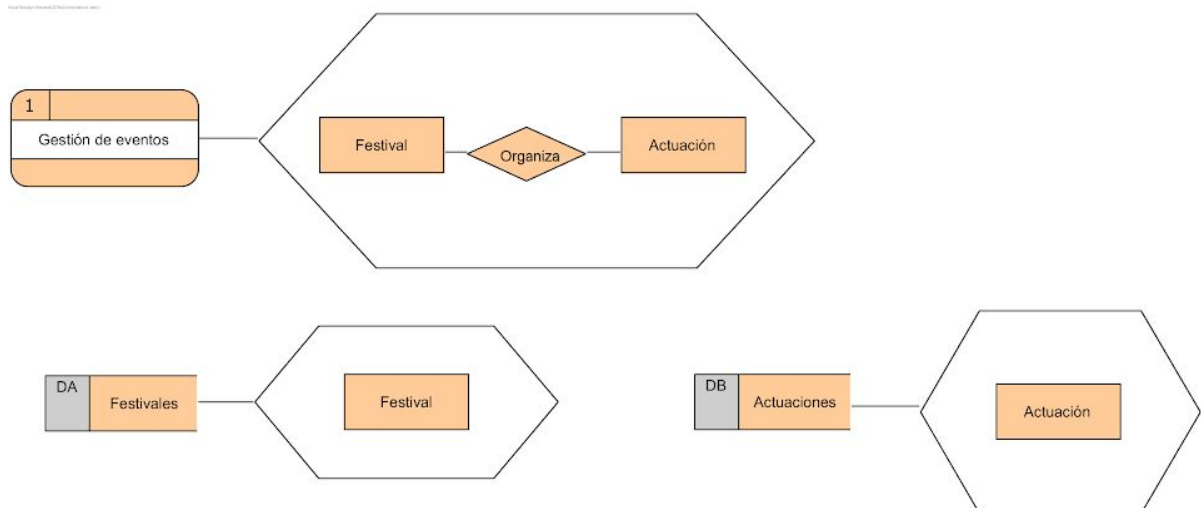 1
Gestión de eventos
Festival
Organiza
Actuación
DA
Festivales
Festival
DB
Actuaciones
Actuación